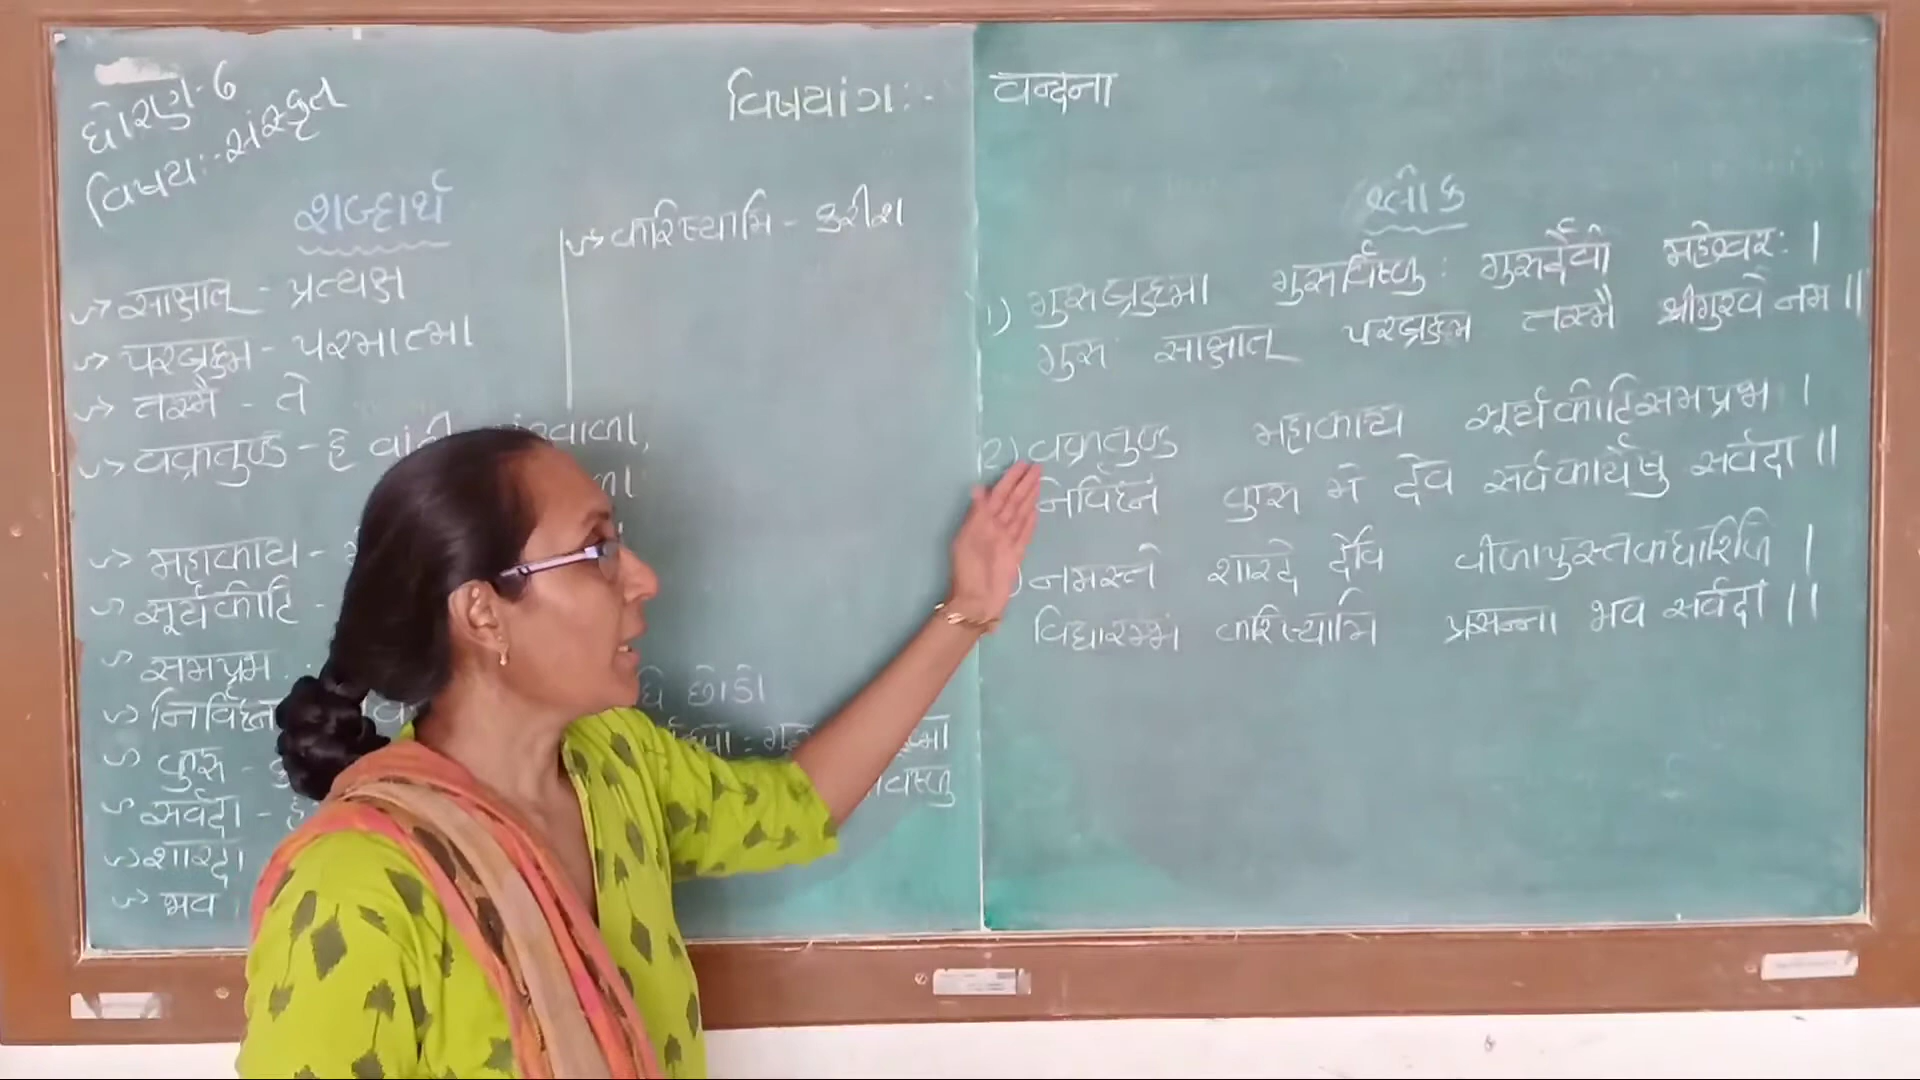 ધોરણ-6
વિષય:-સંસ્કૃત
વિષયાંગ:- वन्दना
શબ્દાર્થ
साक्षात् - પ્રત્યક્ષ
परब्रह्म - પરમાત્મા
तस्मै - તે
वक्रतुण्ड - હે વાંકી
महाकाय -
सूर्यकोटि -
समप्रभ
निर्विघ्नं
कुरु -
सर्वदा -
शारदा
भव
करिष्यामि - કરીશ
છોડો
શ્લોક
1) गुरुब्रह्मा गुरुर्विष्णुः गुरुर्देवो महेश्वरः |
गुरु साक्षात् परब्रह्म तस्मै श्रीगुरवे नम ||
2) वक्रतुण्ड महाकाय सूर्यकोटिसमप्रभ |
निर्विघ्नं कुरु मे देव सर्वकार्येषु सर्वदा ||
) नमस्ते शारदे देवि वीणापुस्तकधारिणि |
विद्यारम्भं करिष्यामि प्रसन्ना भव सर्वदा ||